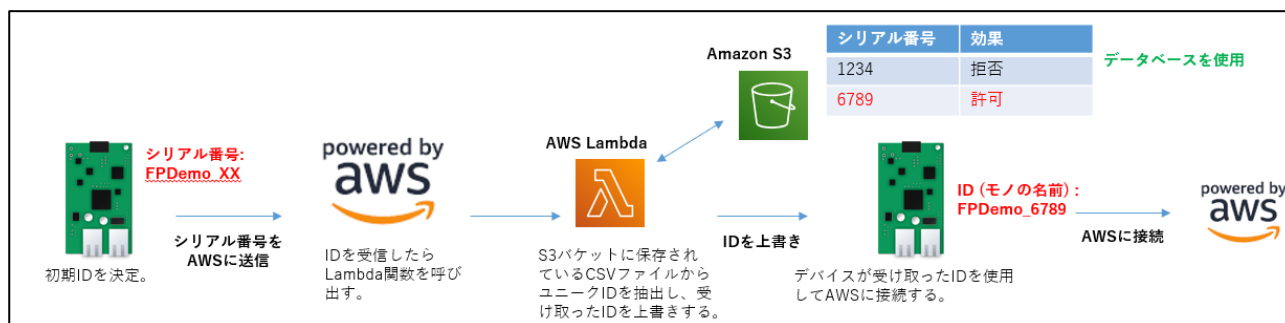 シリアル番号 効果
1234 拒否
6789 許可
データベースを使用
Amazon S3
AWS Lambda
シリアル番号:
FPDemo_XX
powered by
aws
ID (モノの名前) :
FPDemo_6789
powered by
aws
シリアル番号を
AWSに送信
IDを上書き
AWSに接続
初期IDを決定。
IDを受信したら
Lambda関数を呼び
出す。
S3バケットに保存され
ているCSVファイルから
ユニークIDを抽出し、受
け取ったIDを上書きする。
デバイスが受け取ったIDを使用
してAWSに接続する。